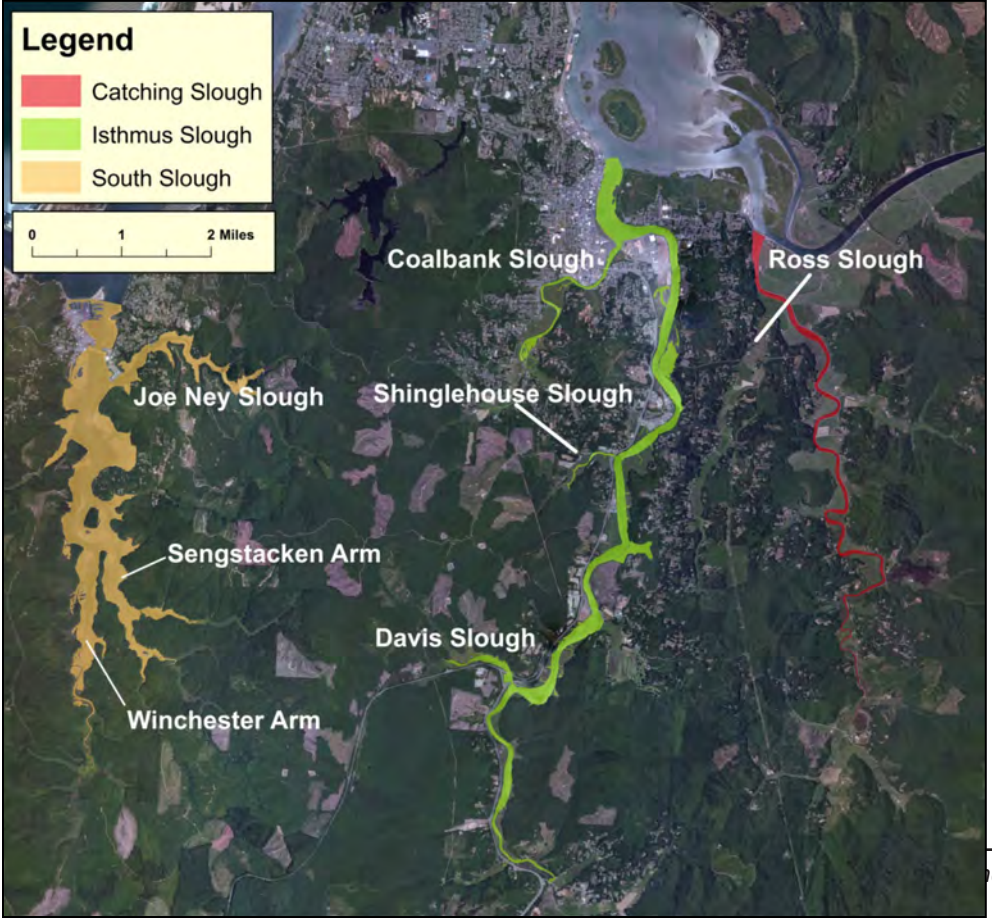 Legend
Catching Slough
Isthmus Slough
South Slough
0 1 2 Miles
Coalbank Slough
Ross Slough
Joe Ney Slough
Shinglehouse Slough
Sengstacken Arm
Davis Slough
Winchester Arm